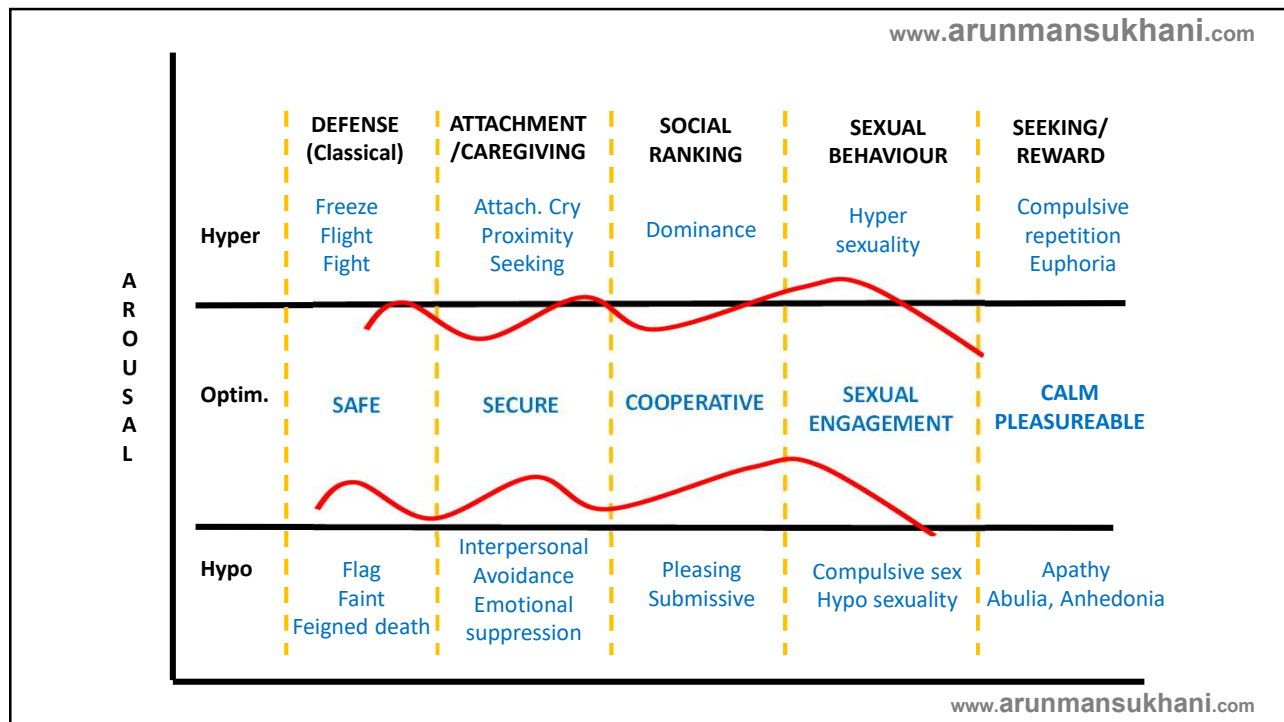 www.arunmansukhani.com
DEFENSE
(Classical)
ATTACHMENT
/CAREGIVING
SOCIAL
RANKING
SEXUAL
BEHAVIOUR
SEEKING/
REWARD
Hyper
Freeze
Flight
Fight
Attach. Cry
Proximity
Seeking
Dominance
Hyper
sexuality
Compulsive
repetition
Euphoria
AROUSAL
Optim.
SAFE
SECURE
COOPERATIVE
SEXUAL
ENGAGEMENT
CALM
PLEASUREABLE
Hypo
Flag
Faint
Feigned death
Interpersonal
Avoidance
Emotional
suppression
Pleasing
Submissive
Compulsive sex
Hypo sexuality
Apathy
Abulia, Anhedonia
www.arunmansukhani.com